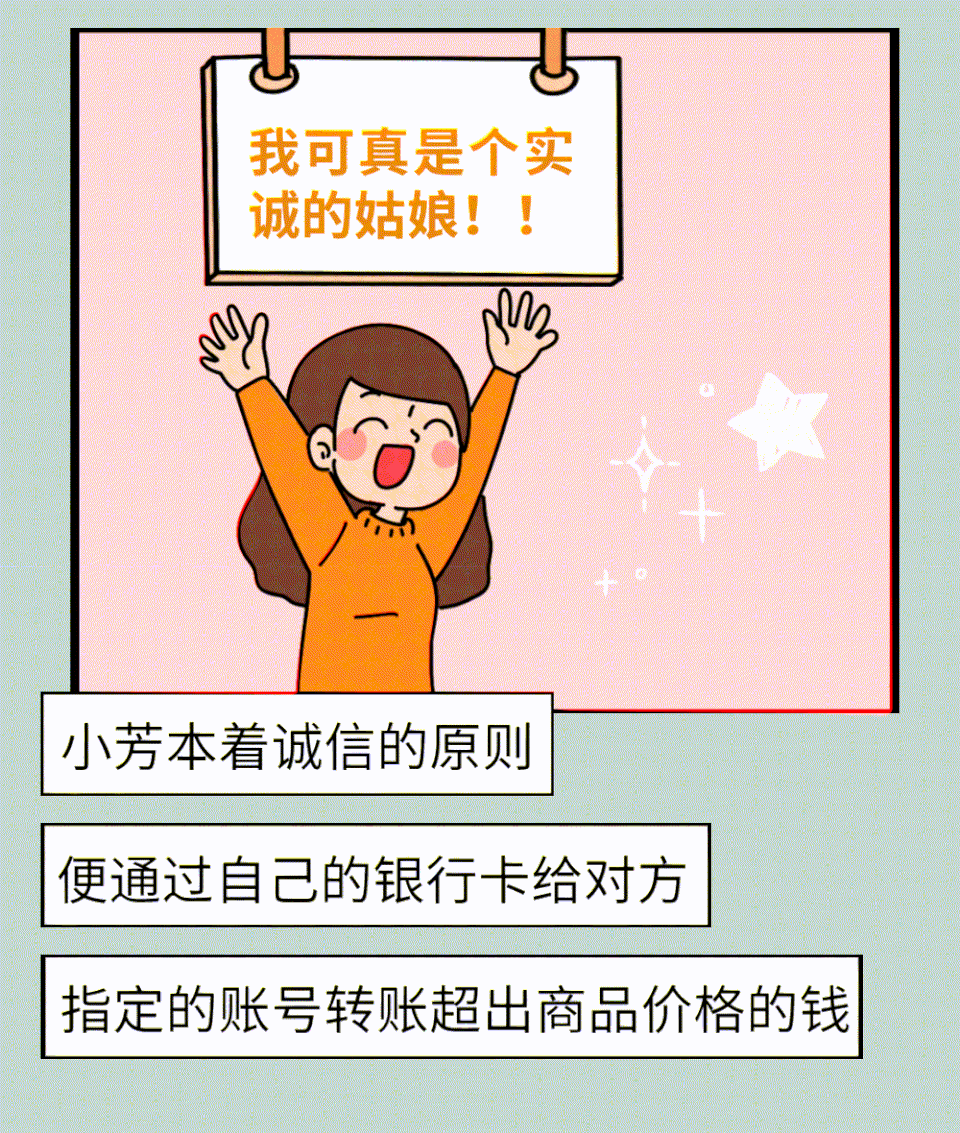 我可真是个实
诚的姑娘！！
小芳本着诚信的原则
便通过自己的银行卡给对方
指定的账号转账超出商品价格的钱